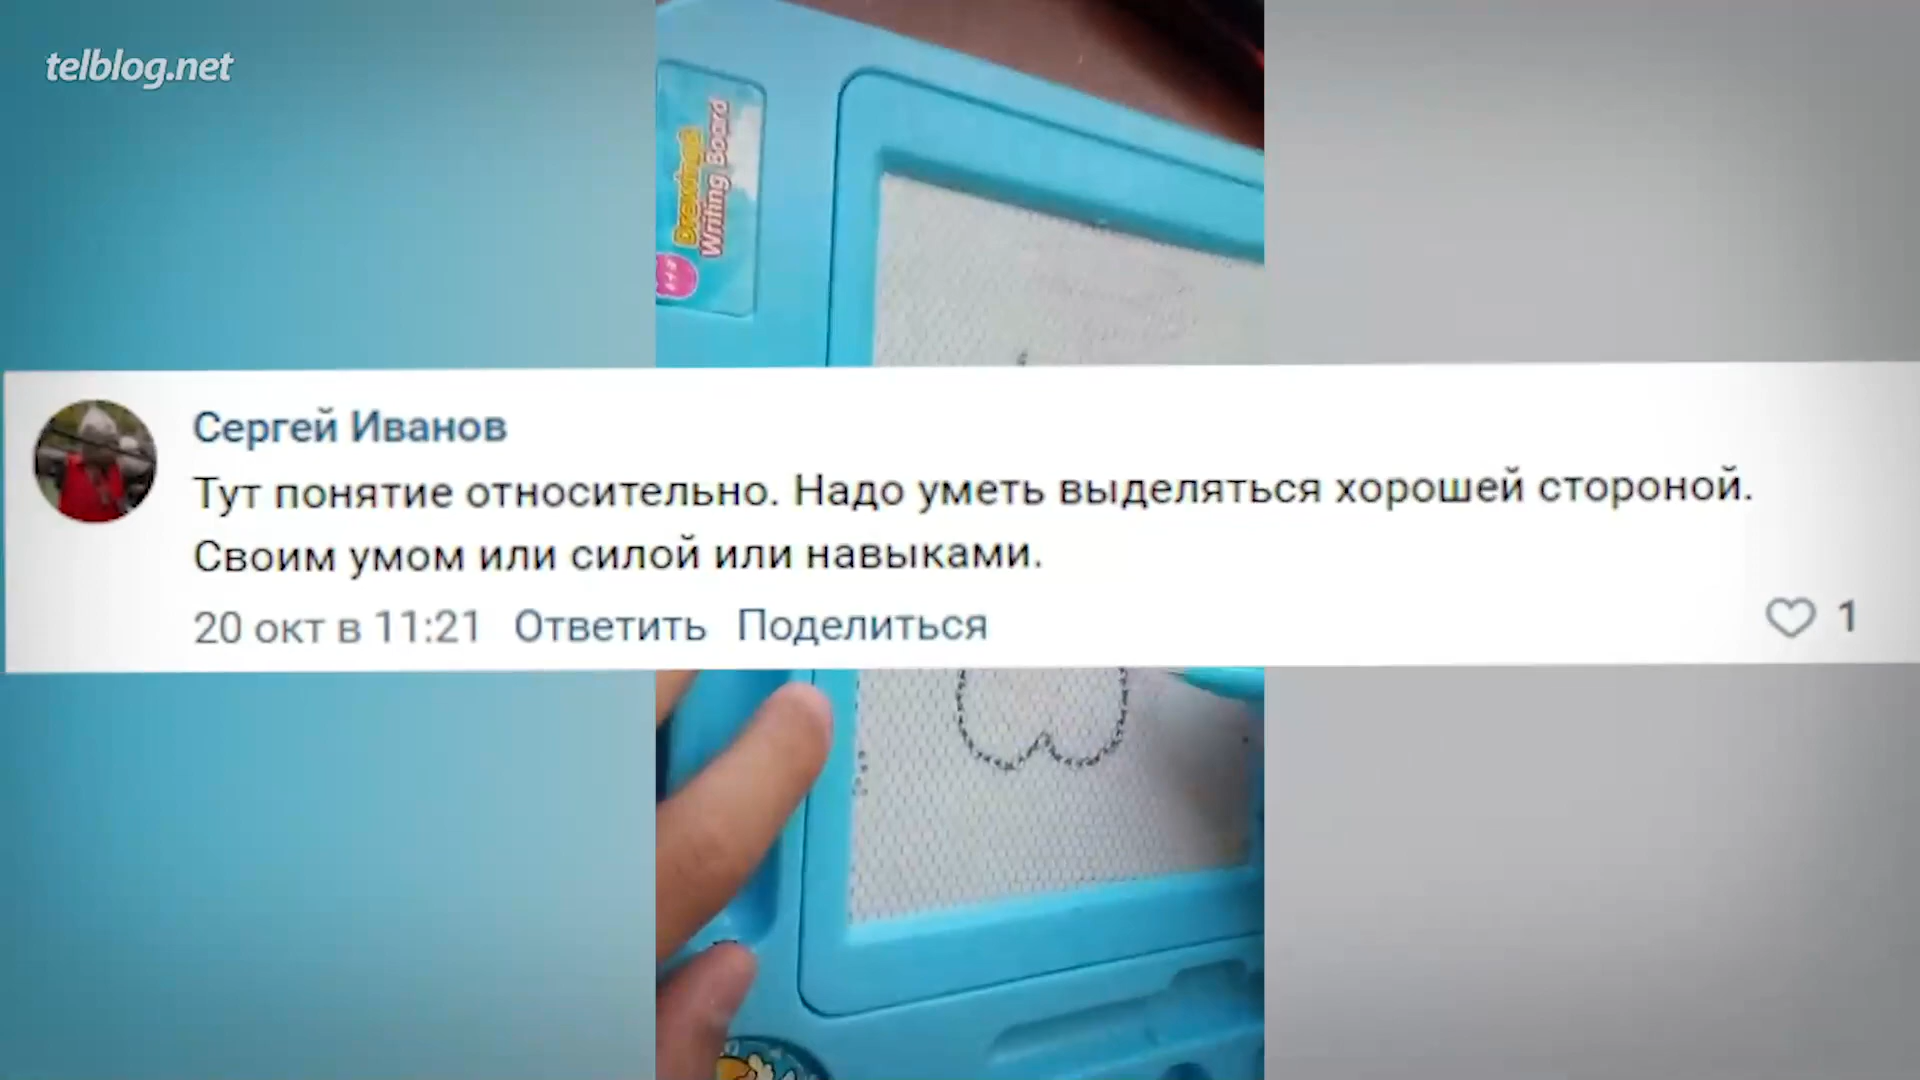 telblog.net
Drawing&
Writing Board
Сергей Иванов
Тут понятие относительно. Надо уметь выделяться хорошей стороной.
Своим умом или силой или навыками.
20 окт в 11:21 Ответить Поделиться
1